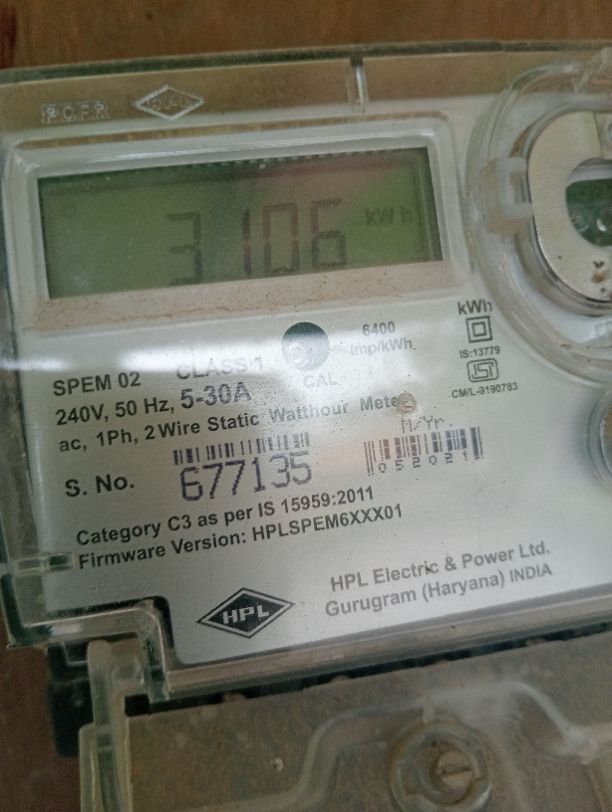 3106 kWh
6400
imp/kWh
kWh
IS:13779
CM/L-9190783
SPEM 02 CLASS 1
CAL
240V, 50 Hz, 5-30A
ac, 1Ph, 2 Wire Static Watthour Meter
M/Yr.
S. No. 677135 052021
Category C3 as per IS 15959:2011
Firmware Version: HPLSPEM6XXX01
HPL
HPL Electric & Power Ltd.
Gurugram (Haryana) INDIA